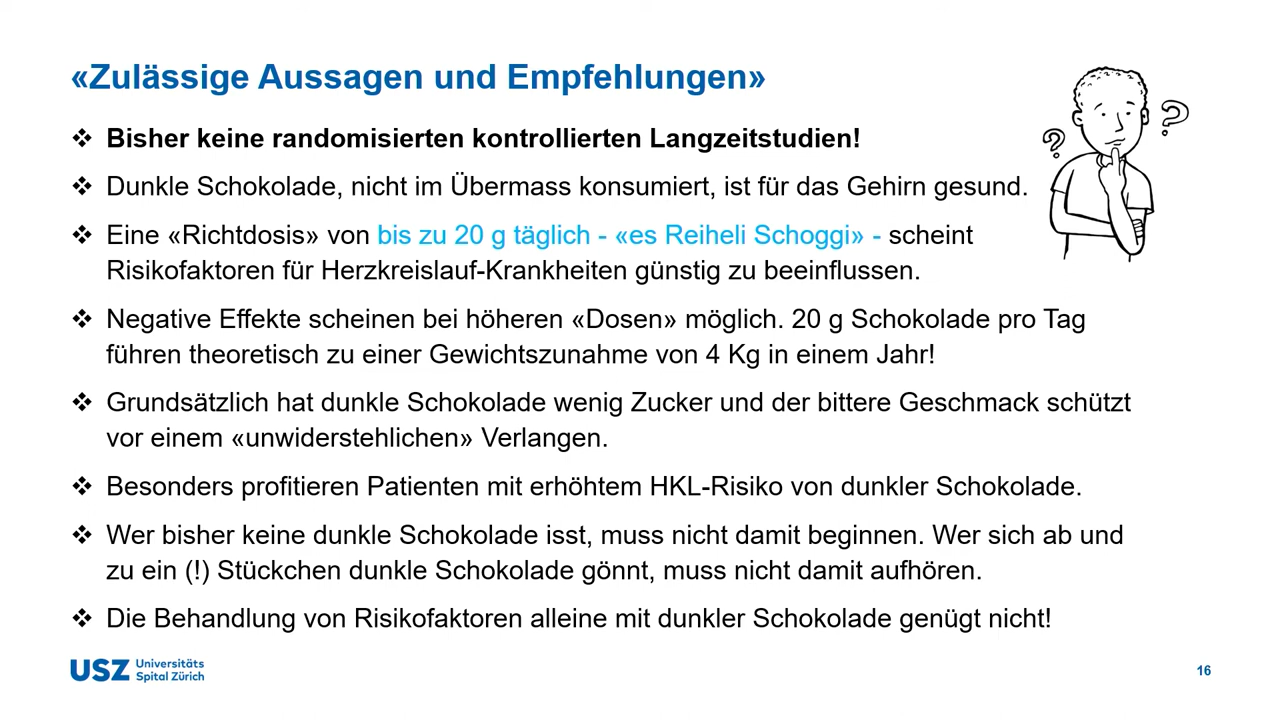 «Zulässige Aussagen und Empfehlungen»
❖ Bisher keine randomisierten kontrollierten Langzeitstudien!
❖ Dunkle Schokolade, nicht im Übermass konsumiert, ist für das Gehirn gesund.
❖ Eine «Richtdosis» von bis zu 20 g täglich - «es Reiheli Schoggi» - scheint
Risikofaktoren für Herzkreislauf-Krankheiten günstig zu beeinflussen.
❖ Negative Effekte scheinen bei höheren «Dosen» möglich. 20 g Schokolade pro Tag
führen theoretisch zu einer Gewichtszunahme von 4 Kg in einem Jahr!
❖ Grundsätzlich hat dunkle Schokolade wenig Zucker und der bittere Geschmack schützt
vor einem «unwiderstehlichen» Verlangen.
❖ Besonders profitieren Patienten mit erhöhtem HKL-Risiko von dunkler Schokolade.
❖ Wer bisher keine dunkle Schokolade isst, muss nicht damit beginnen. Wer sich ab und
zu ein (!) Stückchen dunkle Schokolade gönnt, muss nicht damit aufhören.
❖ Die Behandlung von Risikofaktoren alleine mit dunkler Schokolade genügt nicht!
? ?
USZ Universitäts
Spital Zürich
16